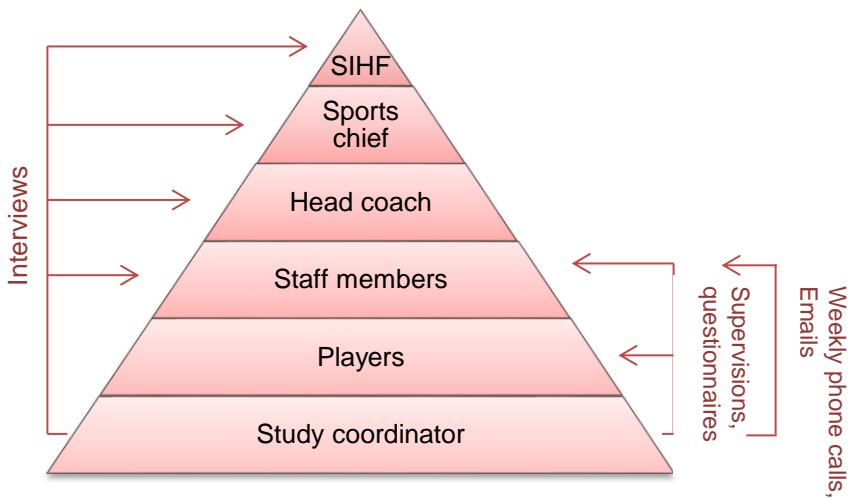 SIHF
Sports
chief
Head coach
Staff members
Players
Study coordinator
Interviews
Supervisions,
questionnaires
Weekly phone calls,
Emails